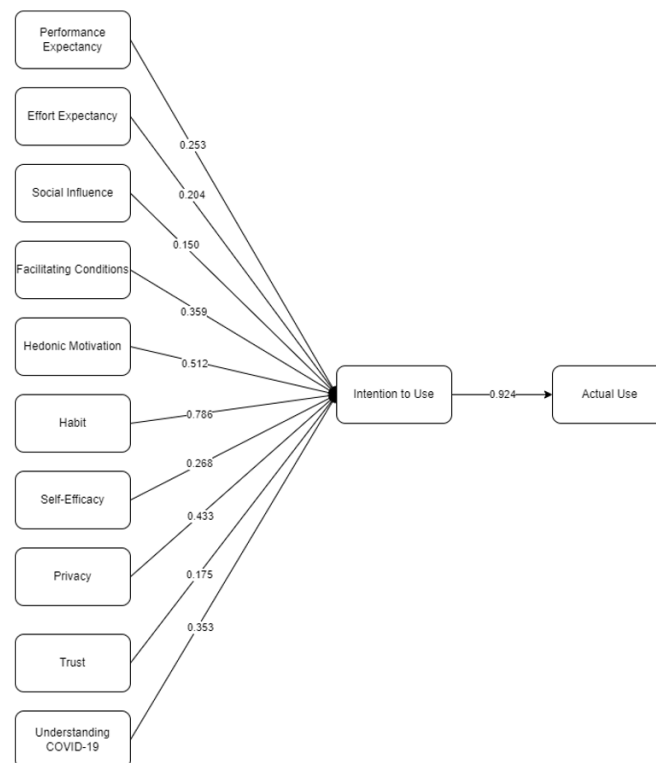 Performance
Expectancy
0.253
Effort Expectancy
0.204
Social Influence
0.150
Facilitating Conditions
0.359
Hedonic Motivation
0.512
Intention to Use
0.924
Actual Use
Habit
0.786
Self-Efficacy
0.268
Privacy
0.433
Trust
0.175
Understanding
COVID-19
0.353